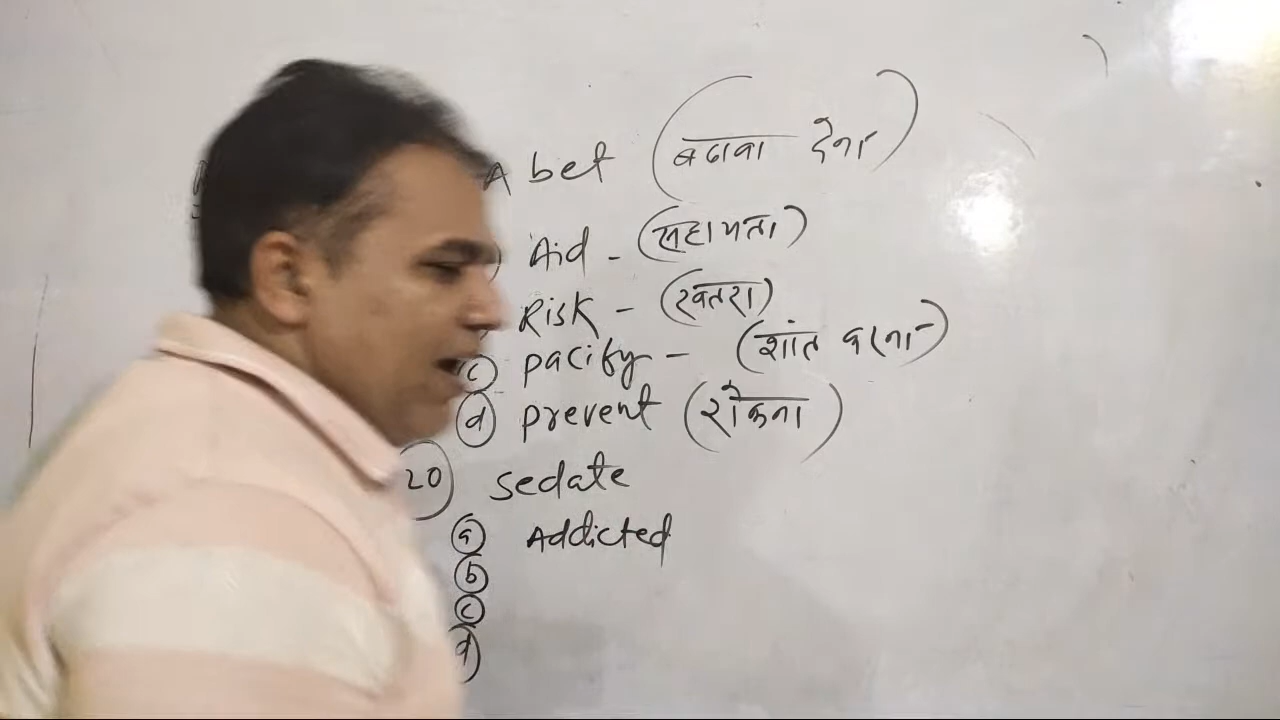 Abet (बढावा देना)
Aid - (सहायता)
Risk - (खतरा)
(c) pacify - (शांत करना)
(d) prevent (रोकना)
(20) sedate
(a) Addicted
(b)
(c)
(d)